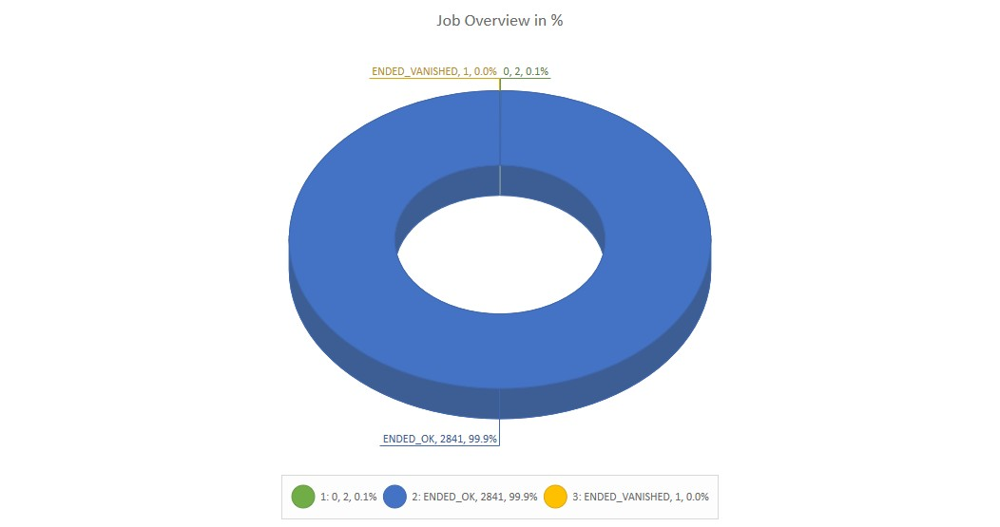 Job Overview in %
ENDED_VANISHED, 1, 0.0% 0, 2, 0.1%
ENDED_OK, 2841, 99.9%
1: 0, 2, 0.1% 2: ENDED_OK, 2841, 99.9% 3: ENDED_VANISHED, 1, 0.0%